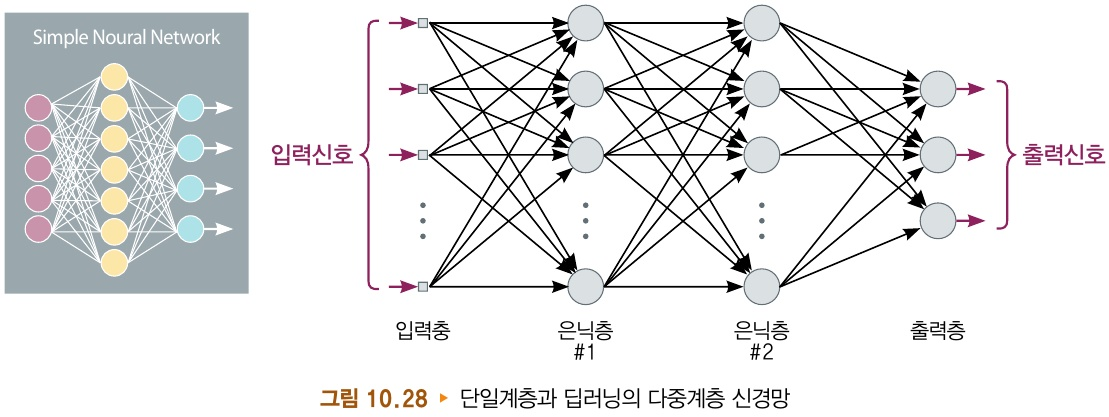 Simple Noural Network
입력신호
출력신호
입력충
은닉층
#1
은닉층
#2
출력층
그림 10.28 ▶ 단일계층과 딥러닝의 다중계층 신경망